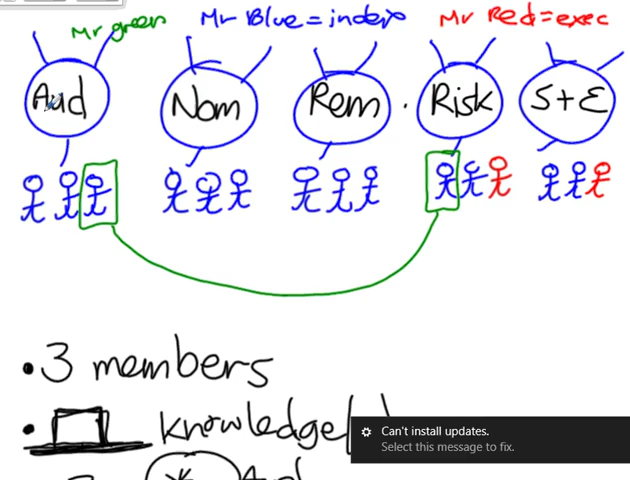 Mr green
Mr Blue = index
Mr Red = exec
Aud
Nom
Rem
Risk
S+E
• 3 members
• knowledge
Can't install updates.
Select this message to fix.